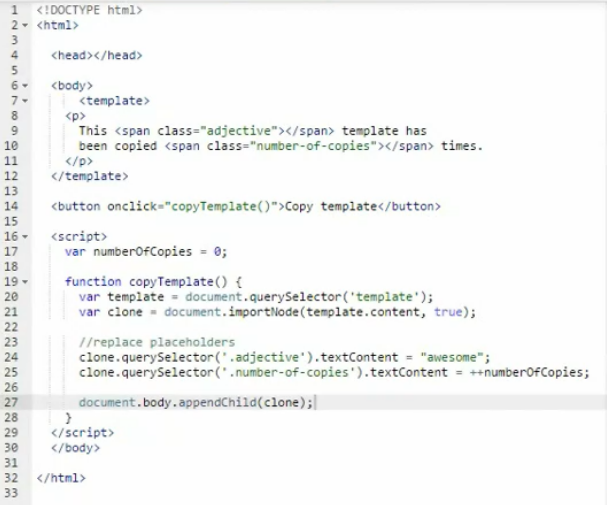 1 <!DOCTYPE html>
2 <html>
3
4 <head></head>
5
6 <body>
7 <template>
8 <p>
9 This <span class="adjective"></span> template has
10 been copied <span class="number-of-copies"></span> times.
11 </p>
12 </template>
13
14 <button onclick="copyTemplate()">Copy template</button>
15
16 <script>
17 var numberOfCopies = 0;
18
19 function copyTemplate() {
20 var template = document.querySelector('template');
21 var clone = document.importNode(template.content, true);
22
23 //replace placeholders
24 clone.querySelector('.adjective').textContent = "awesome";
25 clone.querySelector('.number-of-copies').textContent = ++numberOfCopies;
26
27 document.body.appendChild(clone);
28 }
29 </script>
30 </body>
31
32 </html>
33